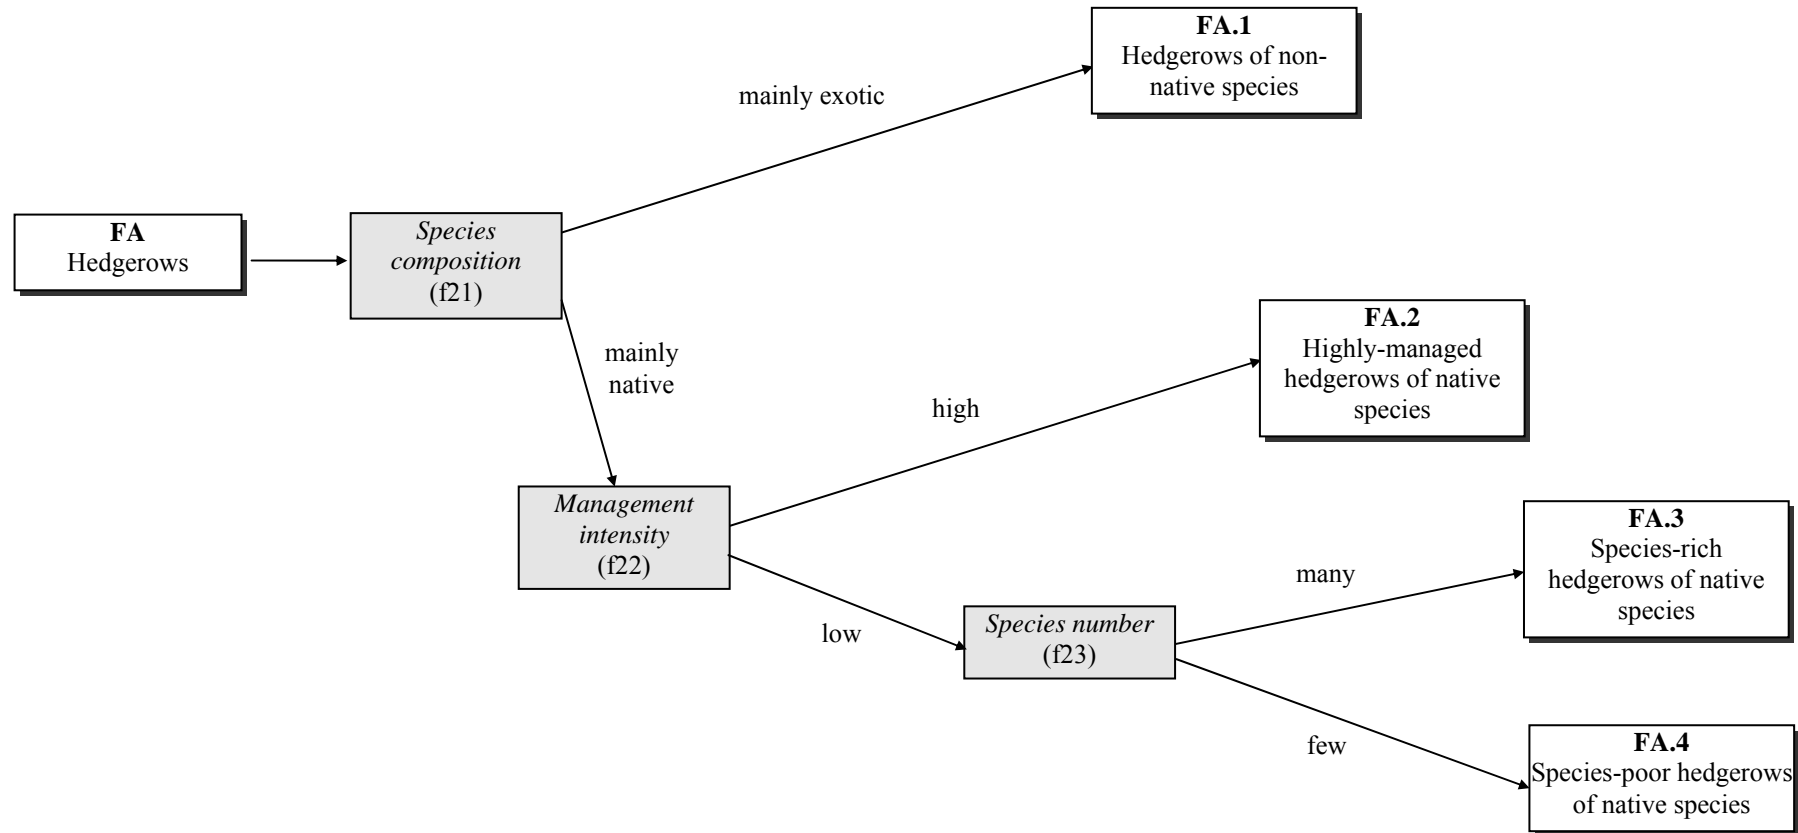 FA.1
Hedgerows of non-
native species
mainly exotic
FA
Hedgerows
Species
composition
(f21)
mainly
native
FA.2
Highly-managed
hedgerows of native
species
high
Management
intensity
(f22)
FA.3
Species-rich
hedgerows of native
species
many
low
Species number
(f23)
few
FA.4
Species-poor hedgerows
of native species